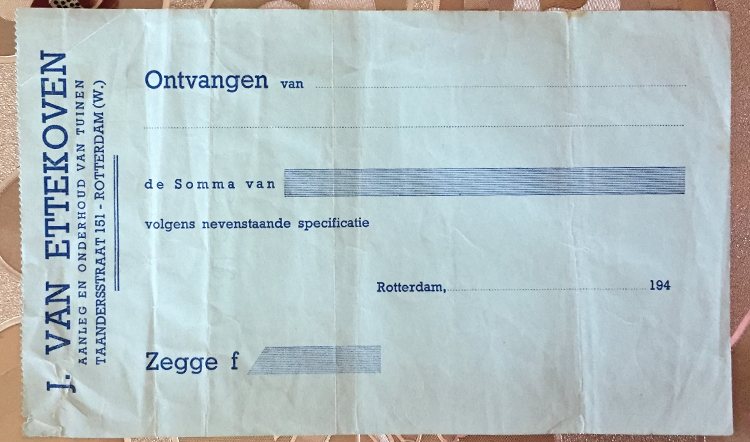 J. VAN ETTEKOVEN
AANLEG EN ONDERHOUD VAN TUINEN
TAANDERSSTRAAT 151 - ROTTERDAM (W.)
Ontvangen van
de Somma van
volgens nevenstaande specificatie
Rotterdam, 194
Zegge f